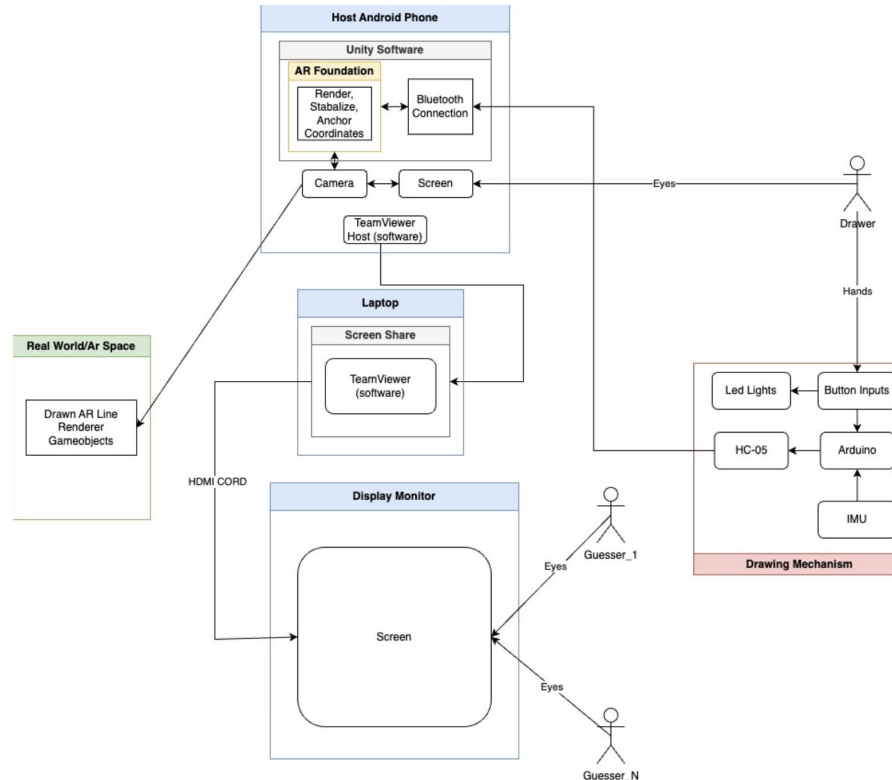 Host Android Phone
Unity Software
AR Foundation
Render,
Stabalize,
Anchor
Coordinates
Bluetooth
Connection
Camera
Screen
Eyes
Drawer
TeamViewer
Host (software)
Hands
Laptop
Screen Share
TeamViewer
(software)
Real World/Ar Space
Drawn AR Line
Renderer
Gameobjects
Led Lights
Button Inputs
HC-05
Arduino
IMU
Drawing Mechanism
HDMI CORD
Display Monitor
Screen
Eyes
Guesser_1
Eyes
Guesser_N